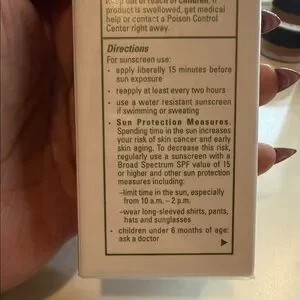 Keep out of reach of children. If
product is swallowed, get medical
help or contact a Poison Control
Center right away.
Directions
For sunscreen use:
• apply liberally 15 minutes before
sun exposure
• reapply at least every two hours
• use a water resistant sunscreen
if swimming or sweating
• Sun Protection Measures.
Spending time in the sun increases
your risk of skin cancer and early
skin aging. To decrease this risk,
regularly use a sunscreen with a
Broad Spectrum SPF value of 15
or higher and other sun protection
measures including:
–limit time in the sun, especially
from 10 a.m. – 2 p.m.
–wear long-sleeved shirts, pants,
hats and sunglasses
• children under 6 months of age:
ask a doctor